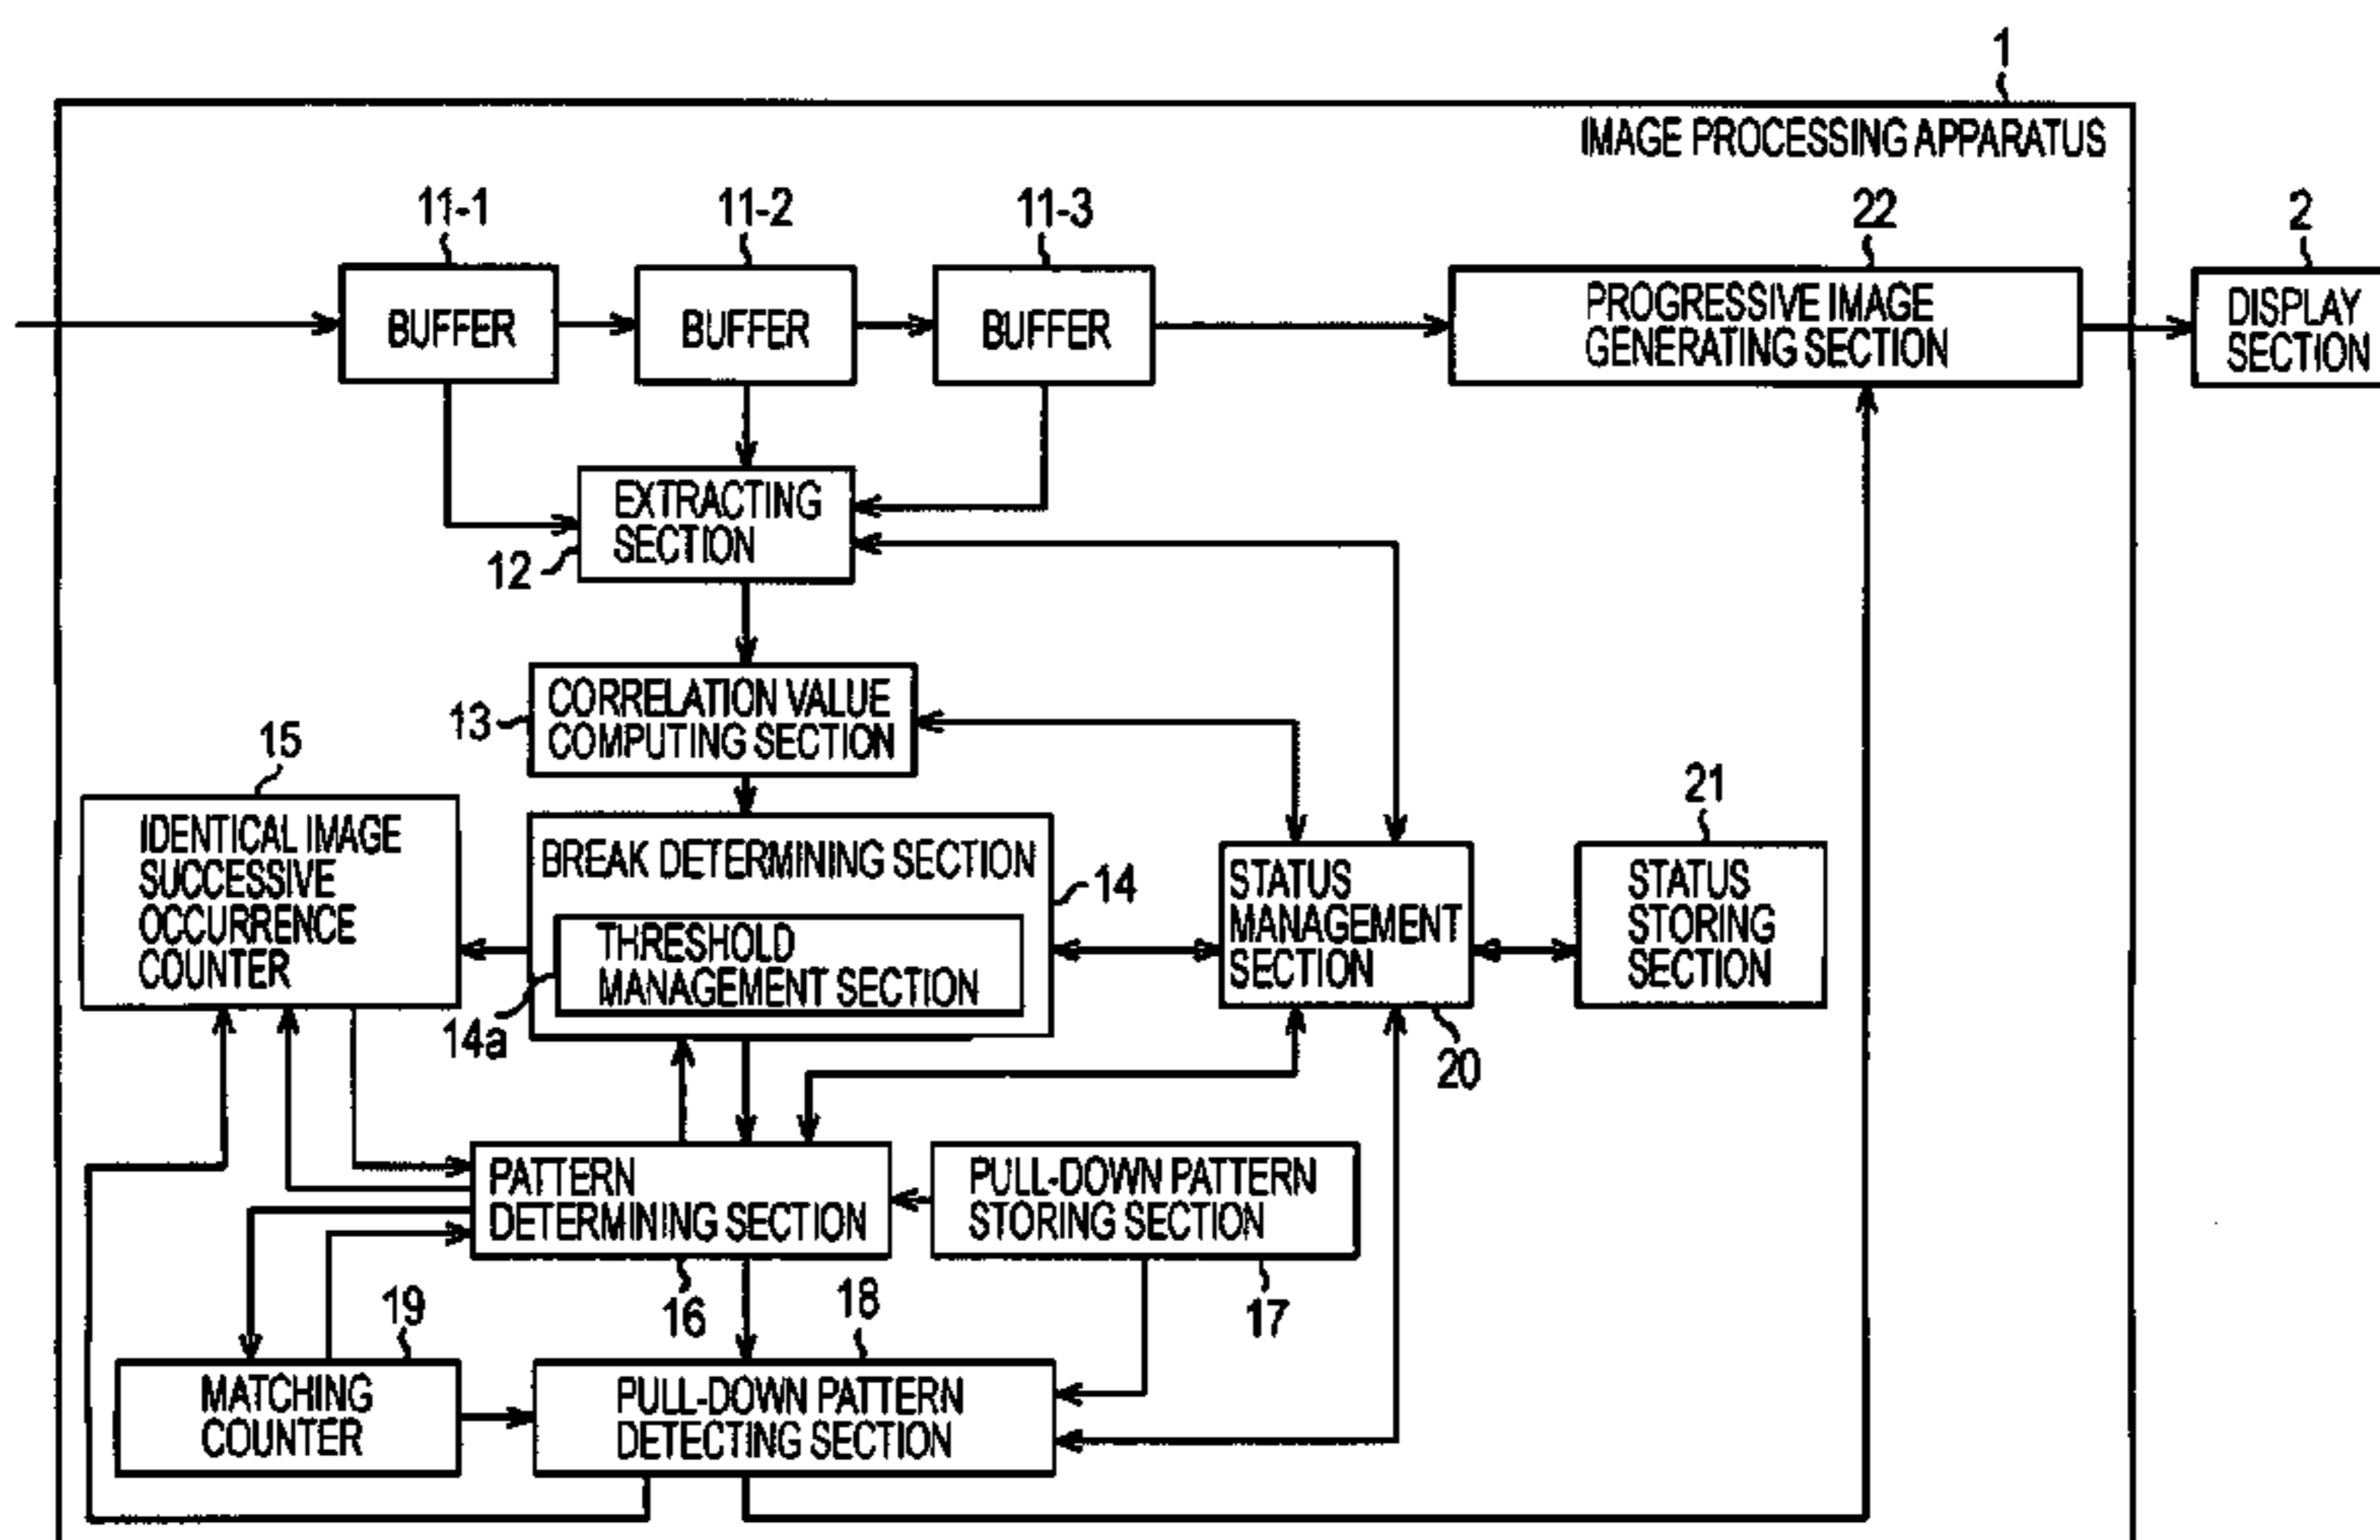 1
IMAGE PROCESSING APPARATUS
11-1
11-2
11-3
22
2
BUFFER
BUFFER
BUFFER
PROGRESSIVE IMAGE
GENERATING SECTION
DISPLAY
SECTION
EXTRACTING
SECTION
12
CORRELATION VALUE
COMPUTING SECTION
13
15
IDENTICAL IMAGE
SUCCESSIVE
OCCURRENCE
COUNTER
BREAK DETERMINING SECTION
14
THRESHOLD
MANAGEMENT SECTION
14a
STATUS
MANAGEMENT
SECTION
20
21
STATUS
STORING
SECTION
PATTERN
DETERMINING SECTION
16
PULL-DOWN PATTERN
STORING SECTION
17
19
MATCHING
COUNTER
18
PULL-DOWN PATTERN
DETECTING SECTION